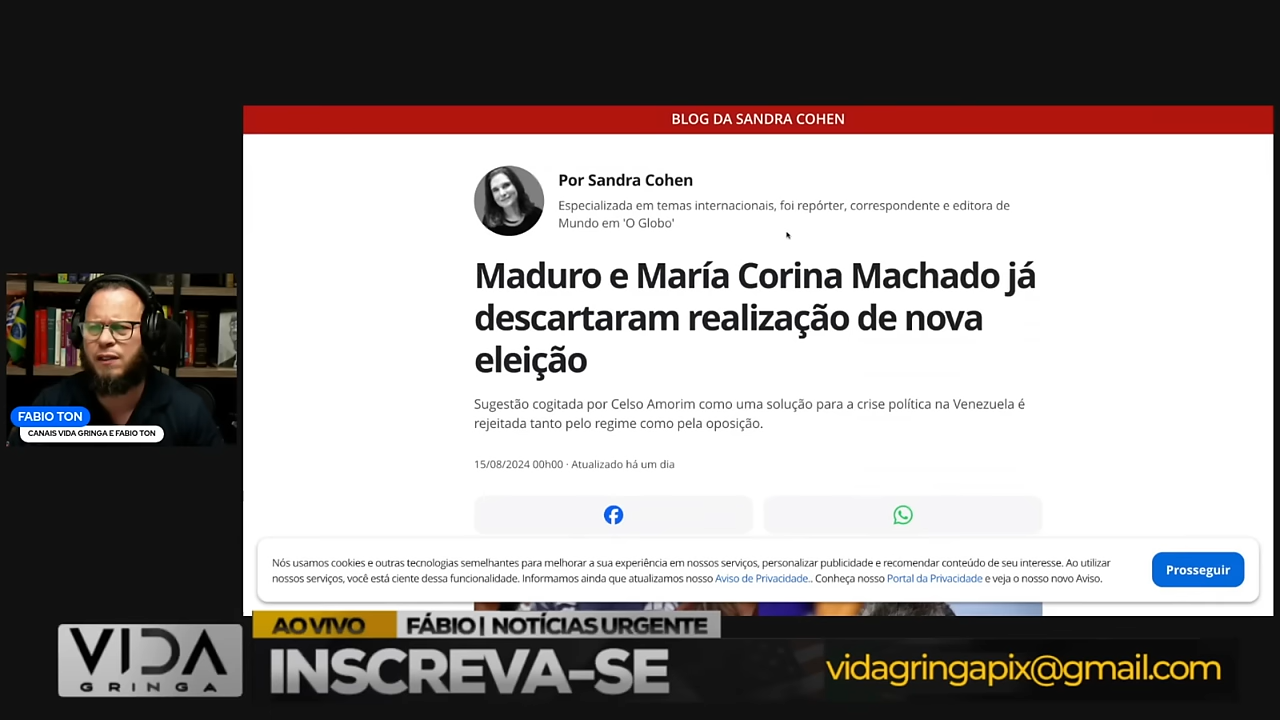 BLOG DA SANDRA COHEN
Por Sandra Cohen
Especializada em temas internacionais, foi repórter, correspondente e editora de
Mundo em 'O Globo'
Maduro e María Corina Machado já
descartaram realização de nova
eleição
Sugestão cogitada por Celso Amorim como uma solução para a crise política na Venezuela é
rejeitada tanto pelo regime como pela oposição.
15/08/2024 00h00 · Atualizado há um dia
FABIO TON
CANAIS VIDA GRINGA E FABIO TON
Nós usamos cookies e outras tecnologias semelhantes para melhorar a sua experiência em nossos serviços, personalizar publicidade e recomendar conteúdo de seu interesse. Ao utilizar
nossos serviços, você está ciente dessa funcionalidade. Informamos ainda que atualizamos nosso Aviso de Privacidade.. Conheça nosso Portal da Privacidade e veja o nosso novo Aviso.
Prosseguir
AO VIVO
FÁBIO | NOTÍCIAS URGENTE
VIDA
GRINGA
INSCREVA-SE
vidagringapix@gmail.com